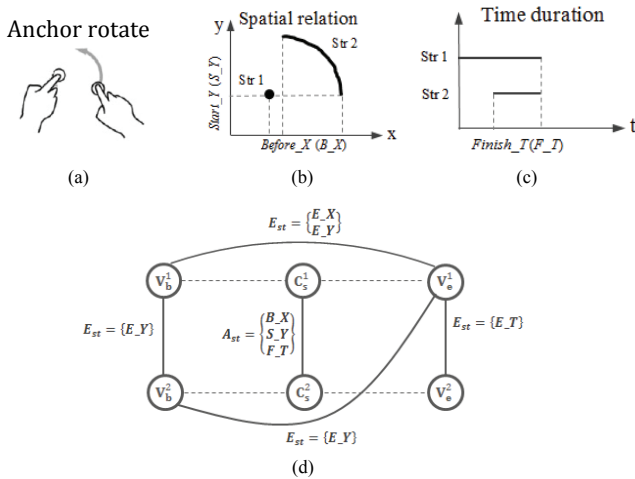 Anchor rotate
(a)
Spatial relation
y
Str 2
Str 1
Start_Y (S_Y)
Before_X (B_X)
x
(b)
Time duration
Str 1
Str 2
Finish_T(F_T)
t
(c)
E_st = {E_X
E_Y}
V_b^1
C_s^1
V_e^1
E_st = {E_Y}
A_st = {B_X
S_Y
F_T}
E_st = {E_T}
V_b^2
C_s^2
V_e^2
E_st = {E_Y}
(d)